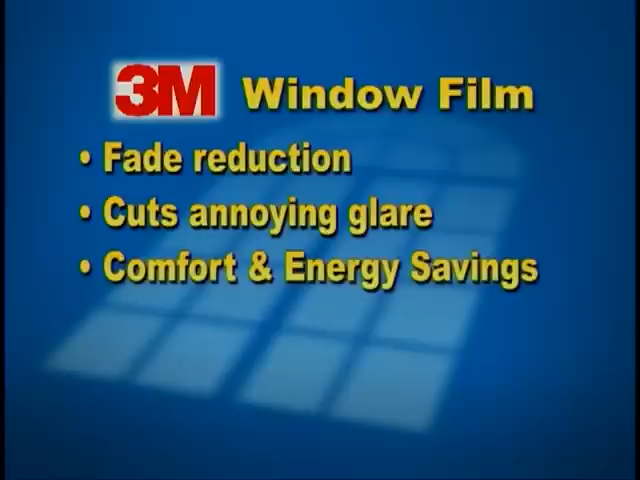 3M Window Film
• Fade reduction
• Cuts annoying glare
• Comfort & Energy Savings